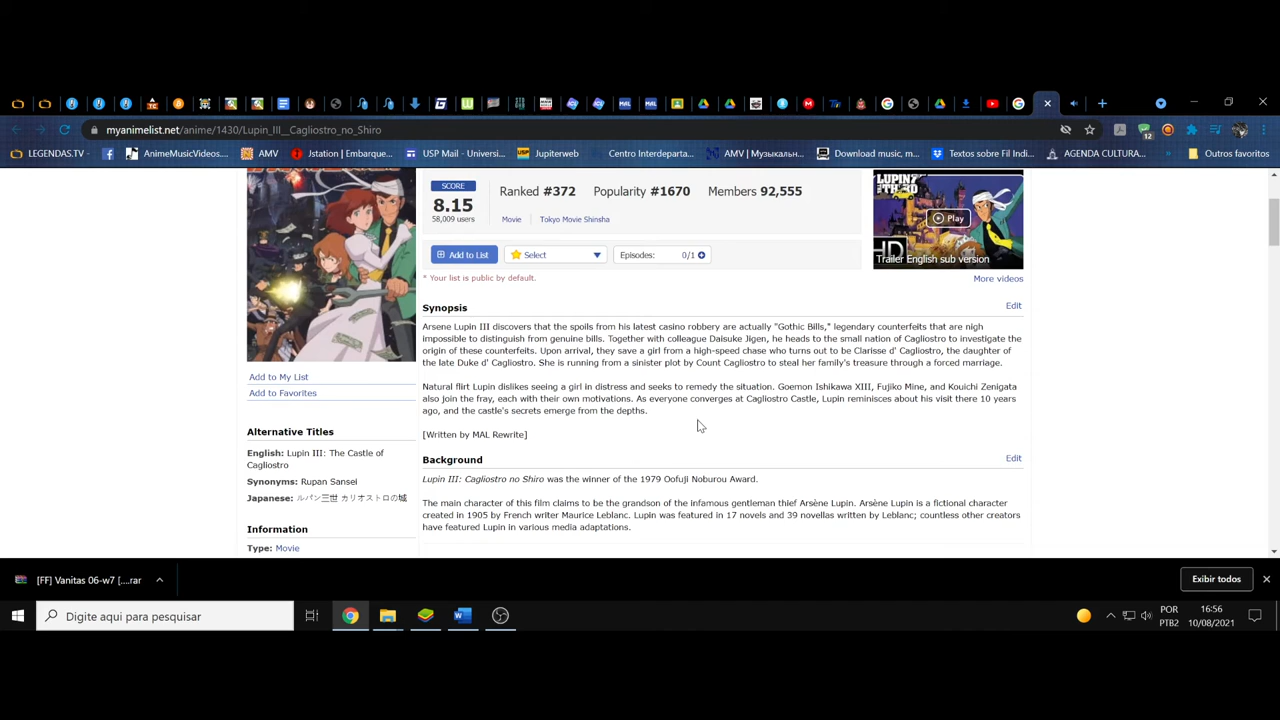 myanimelist.net/anime/1430/Lupin_III__Cagliostro_no_Shiro
12
LEGENDAS.TV - AnimeMusicVideos... AMV Jstation | Embarque... USP Mail - Universi... Jupiterweb Centro Interdeparta... AMV | Музыкальн... Download music, m... Textos sobre Fil Indi... AGENDA CULTURA... » Outros favoritos
SCORE
8.15
58,009 users
Ranked #372 Popularity #1670 Members 92,555
Movie Tokyo Movie Shinsha
Add to List Select Episodes: 0/1
* Your list is public by default.
Play
HD
Trailer English sub version
More videos
Synopsis Edit
Arsene Lupin III discovers that the spoils from his latest casino robbery are actually "Gothic Bills," legendary counterfeits that are nigh
impossible to distinguish from genuine bills. Together with colleague Daisuke Jigen, he heads to the small nation of Cagliostro to investigate the
origin of these counterfeits. Upon arrival, they save a girl from a high-speed chase who turns out to be Clarisse d' Cagliostro, the daughter of
the late Duke d' Cagliostro. She is running from a sinister plot by Count Cagliostro to steal her family's treasure through a forced marriage.
Natural flirt Lupin dislikes seeing a girl in distress and seeks to remedy the situation. Goemon Ishikawa XIII, Fujiko Mine, and Kouichi Zenigata
also join the fray, each with their own motivations. As everyone converges at Cagliostro Castle, Lupin reminisces about his visit there 10 years
ago, and the castle's secrets emerge from the depths.
[Written by MAL Rewrite]
Background Edit
Lupin III: Cagliostro no Shiro was the winner of the 1979 Oofuji Noburou Award.
The main character of this film claims to be the grandson of the infamous gentleman thief Arsène Lupin. Arsène Lupin is a fictional character
created in 1905 by French writer Maurice Leblanc. Lupin was featured in 17 novels and 39 novellas written by Leblanc; countless other creators
have featured Lupin in various media adaptations.
Add to My List
Add to Favorites
Alternative Titles
English: Lupin III: The Castle of
Cagliostro
Synonyms: Rupan Sansei
Japanese: ルパン三世 カリオストロの城
Information
Type: Movie
[FF] Vanitas 06-w7 [....rar
Exibir todos
Digite aqui para pesquisar
POR
PTB2
16:56
10/08/2021